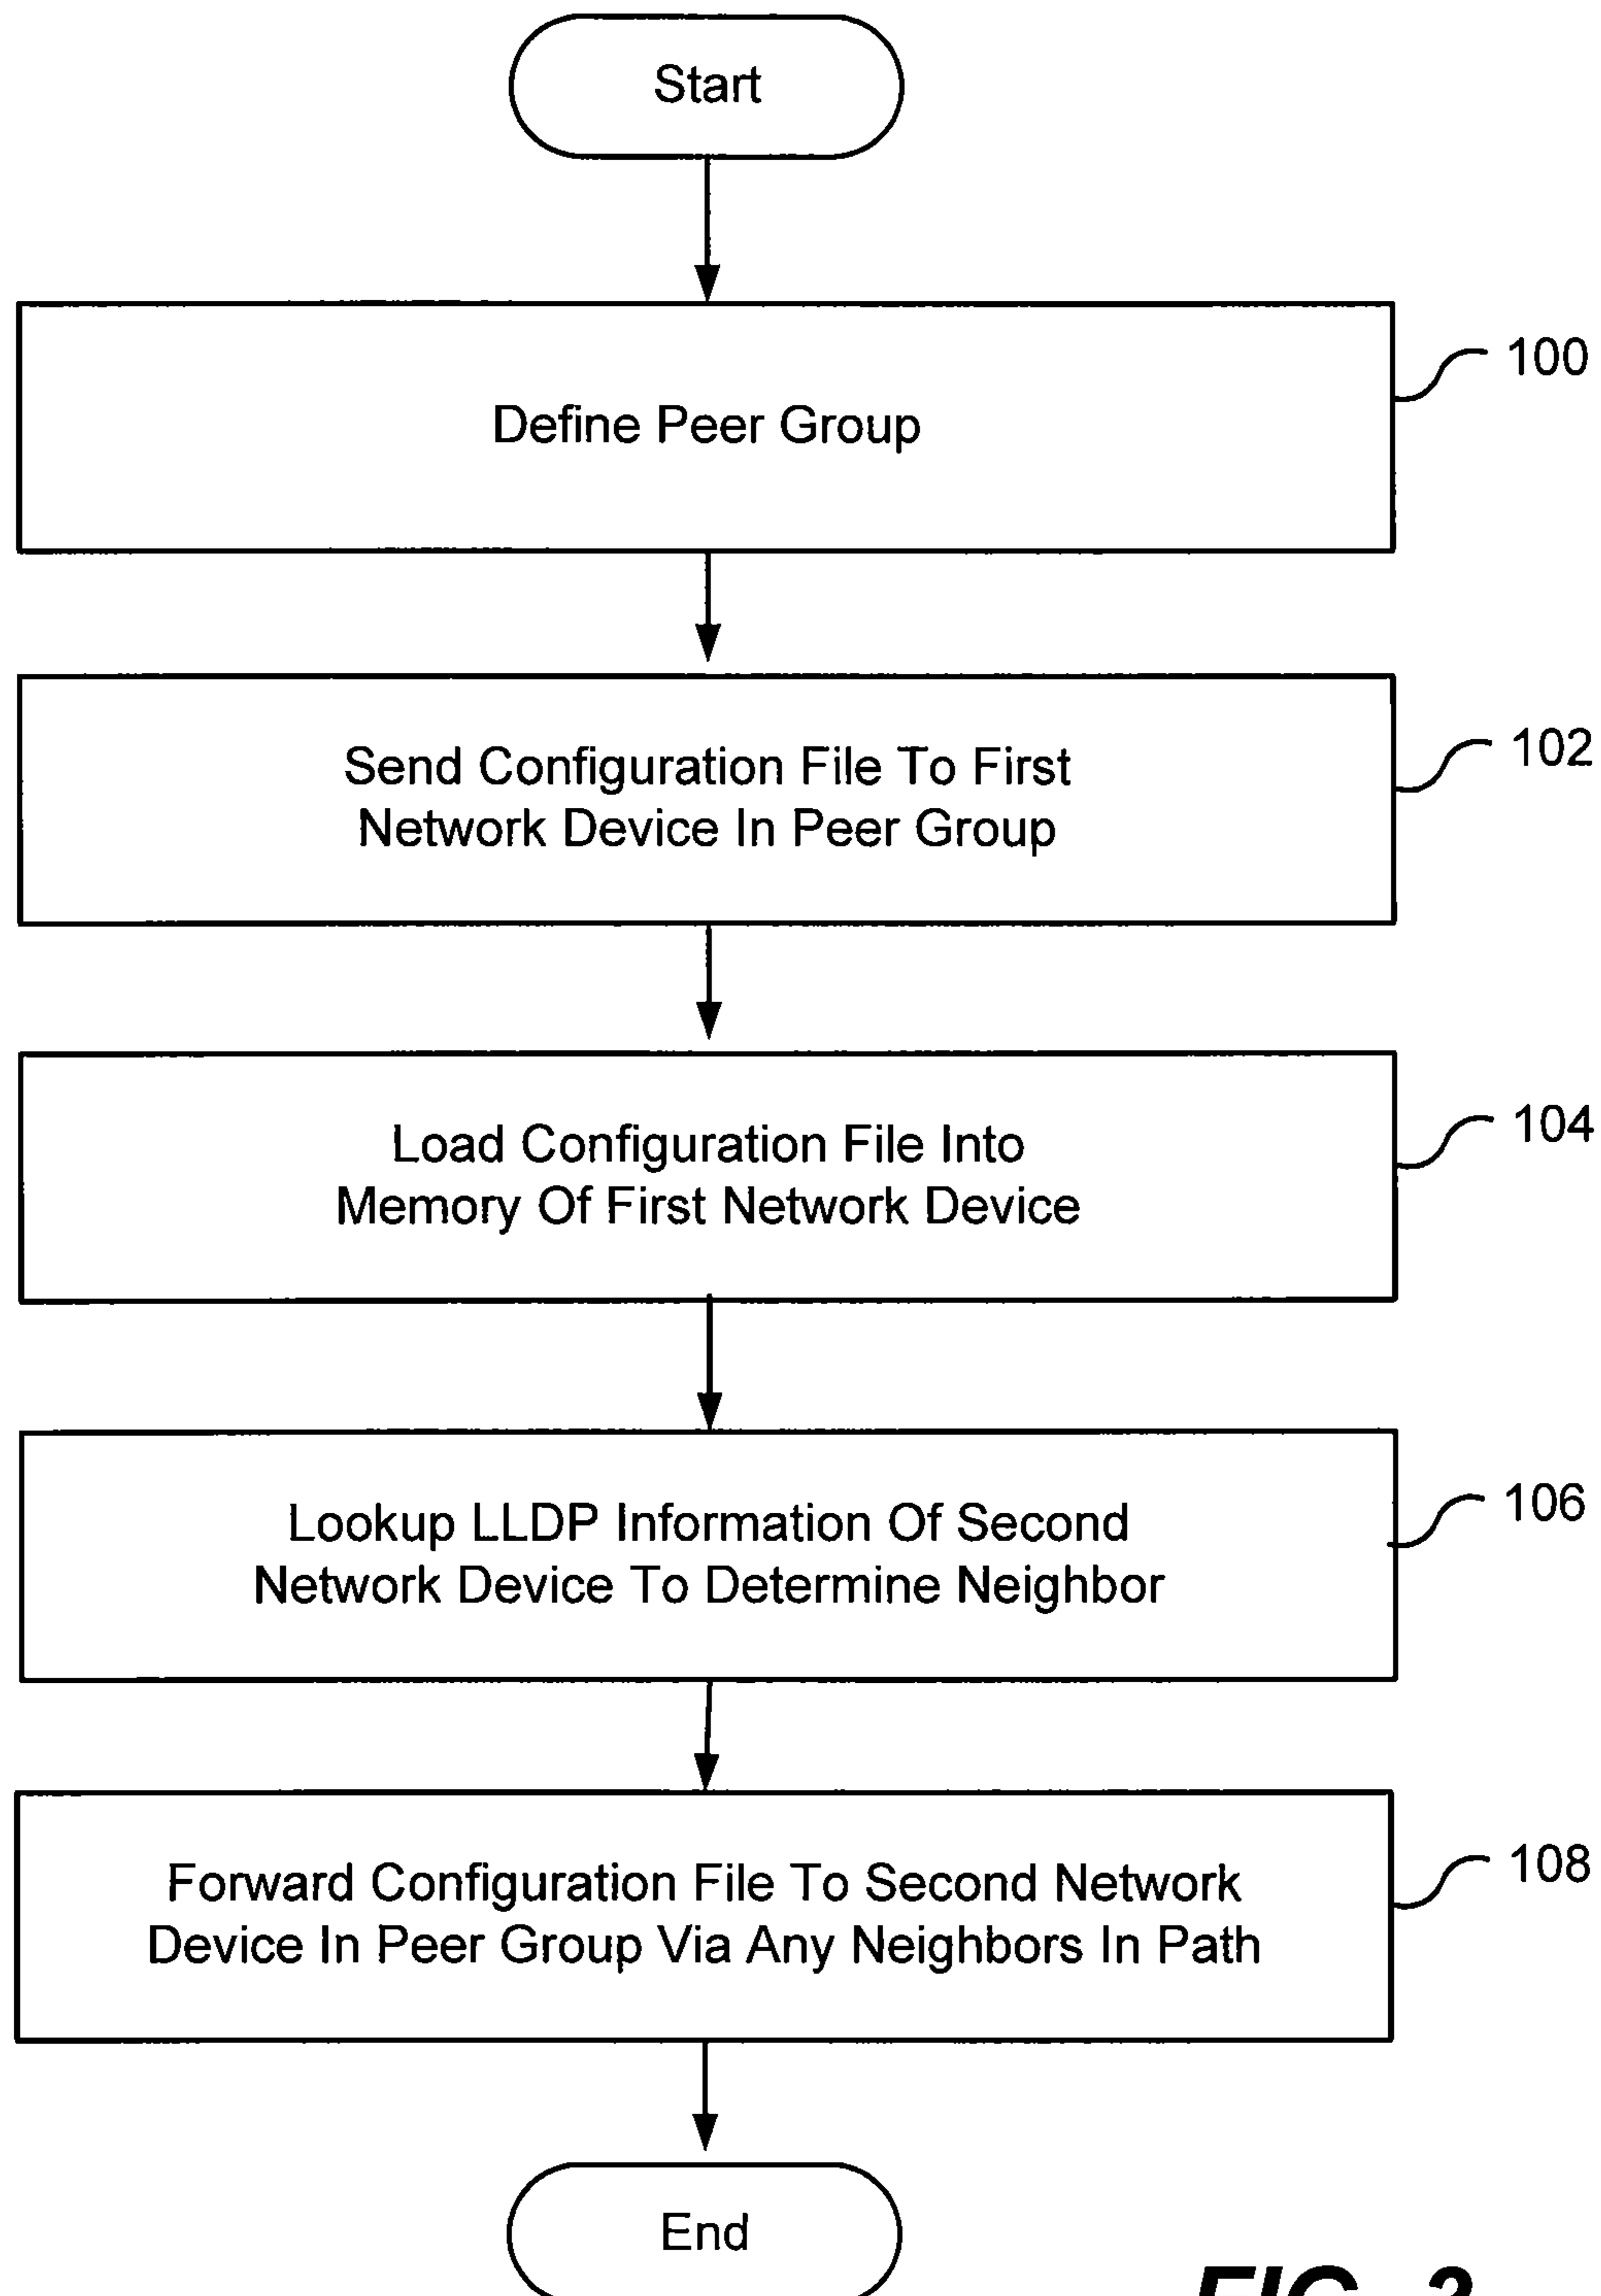 Start
Define Peer Group
100
Send Configuration File To First
Network Device In Peer Group
102
Load Configuration File Into
Memory Of First Network Device
104
Lookup LLDP Information Of Second
Network Device To Determine Neighbor
106
Forward Configuration File To Second Network
Device In Peer Group Via Any Neighbors In Path
108
End
FIG.